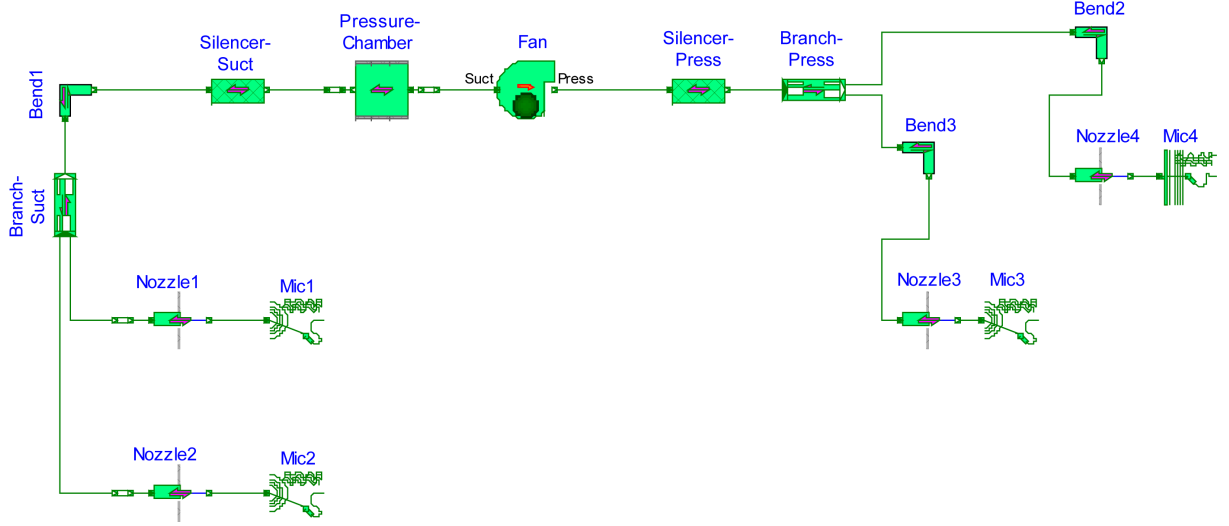 Bend2
Pressure-
Chamber
Silencer-
Suct
Fan
Silencer-
Press
Branch-
Press
Suct
Press
Bend1
Bend3
Nozzle4
Mic4
Branch-
Suct
Nozzle1
Mic1
Nozzle3
Mic3
Nozzle2
Mic2